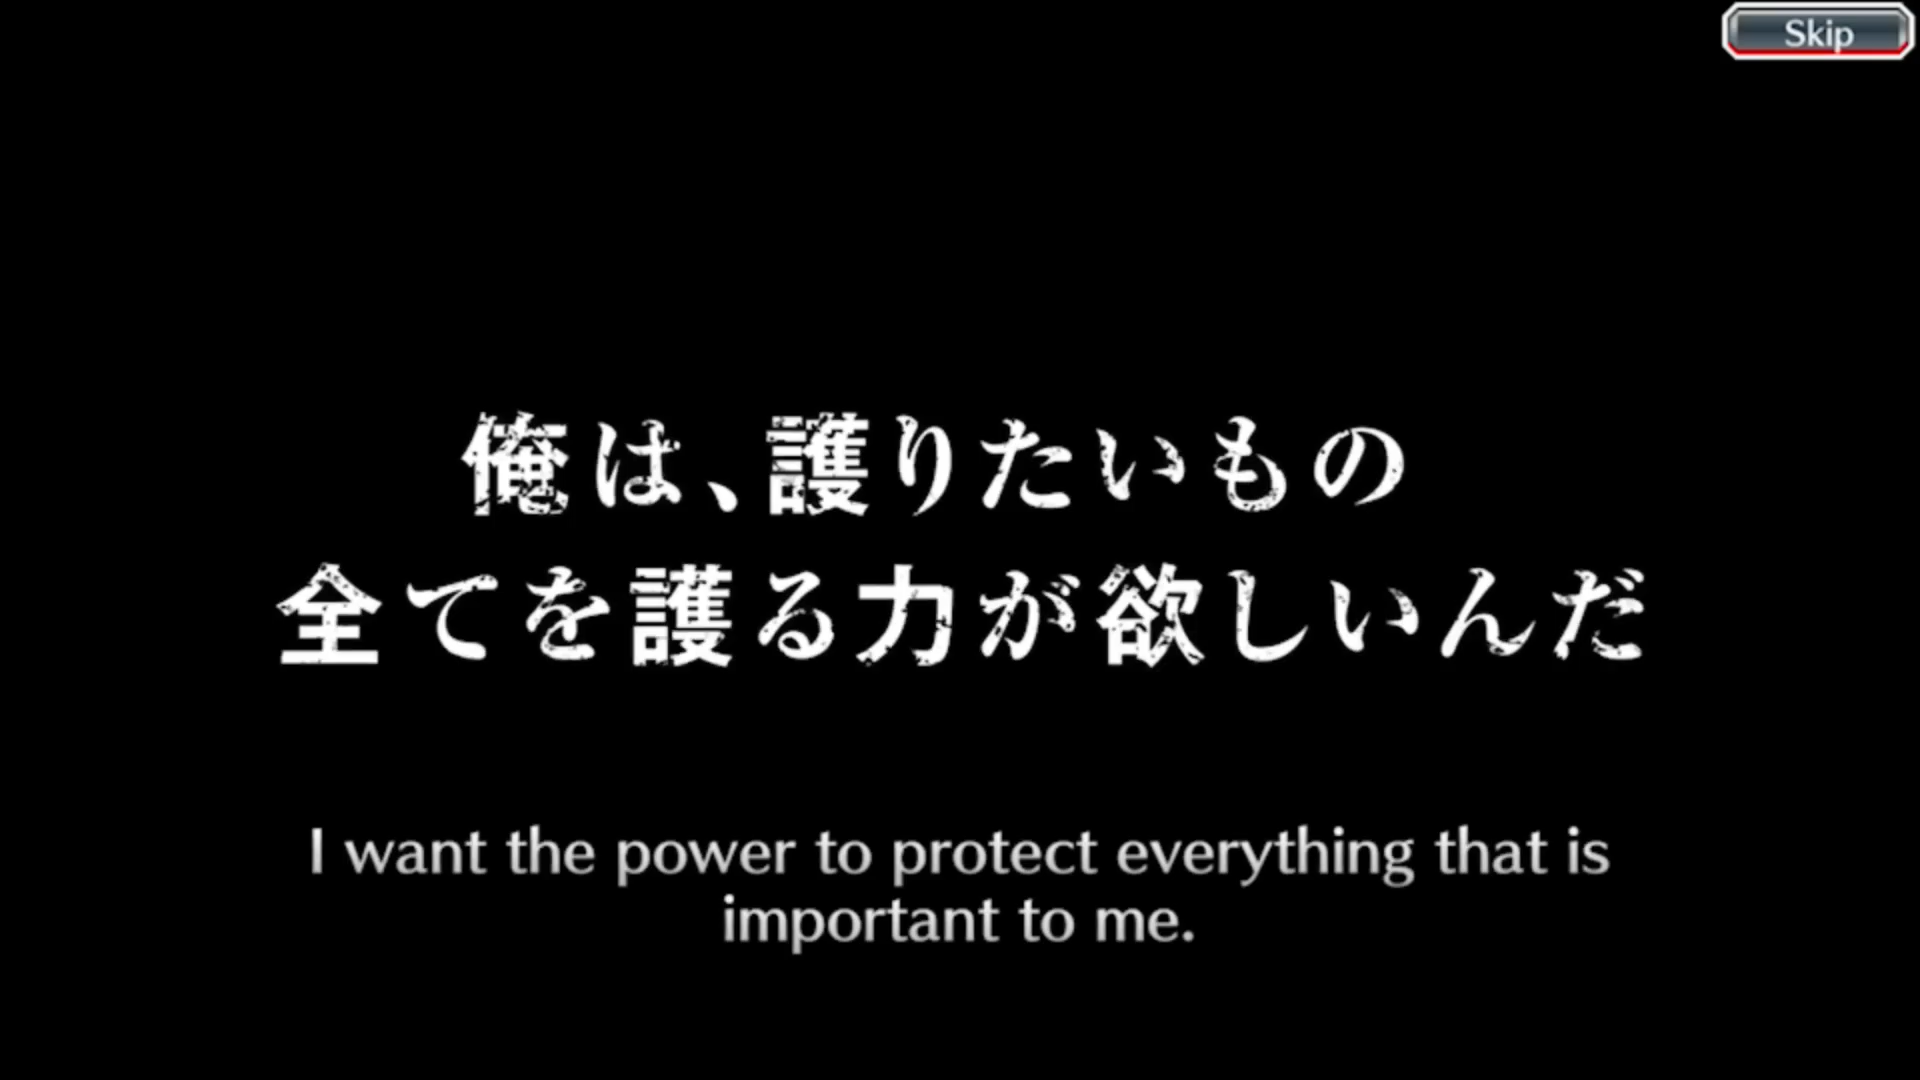 Skip
俺は、護りたいもの
全てを護る力が欲しいんだ
I want the power to protect everything that is
important to me.